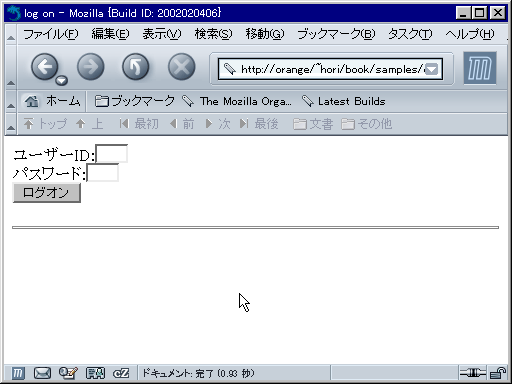 log on - Mozilla {Build ID: 2002020406}
ファイル(F) 編集(E) 表示(V) 検索(S) 移動(G) ブックマーク(B) タスク(T) ヘルプ(H)
http://orange/~hori/book/samples/
ホーム ブックマーク The Mozilla Orga... Latest Builds
トップ 上 最初 前 次 最後 文書 その他
ユーザーID:
パスワード:
ログオン
ドキュメント: 完了 (0.93 秒)